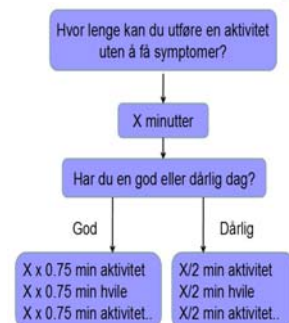 Hvor lenge kan du utføre en aktivitet
uten å få symptomer?
X minutter
Har du en god eller dårlig dag?
God
Dårlig
X x 0.75 min aktivitet
X x 0.75 min hvile
X x 0.75 min aktivitet..
X/2 min aktivitet
X/2 min hvile
X/2 min aktivitet..